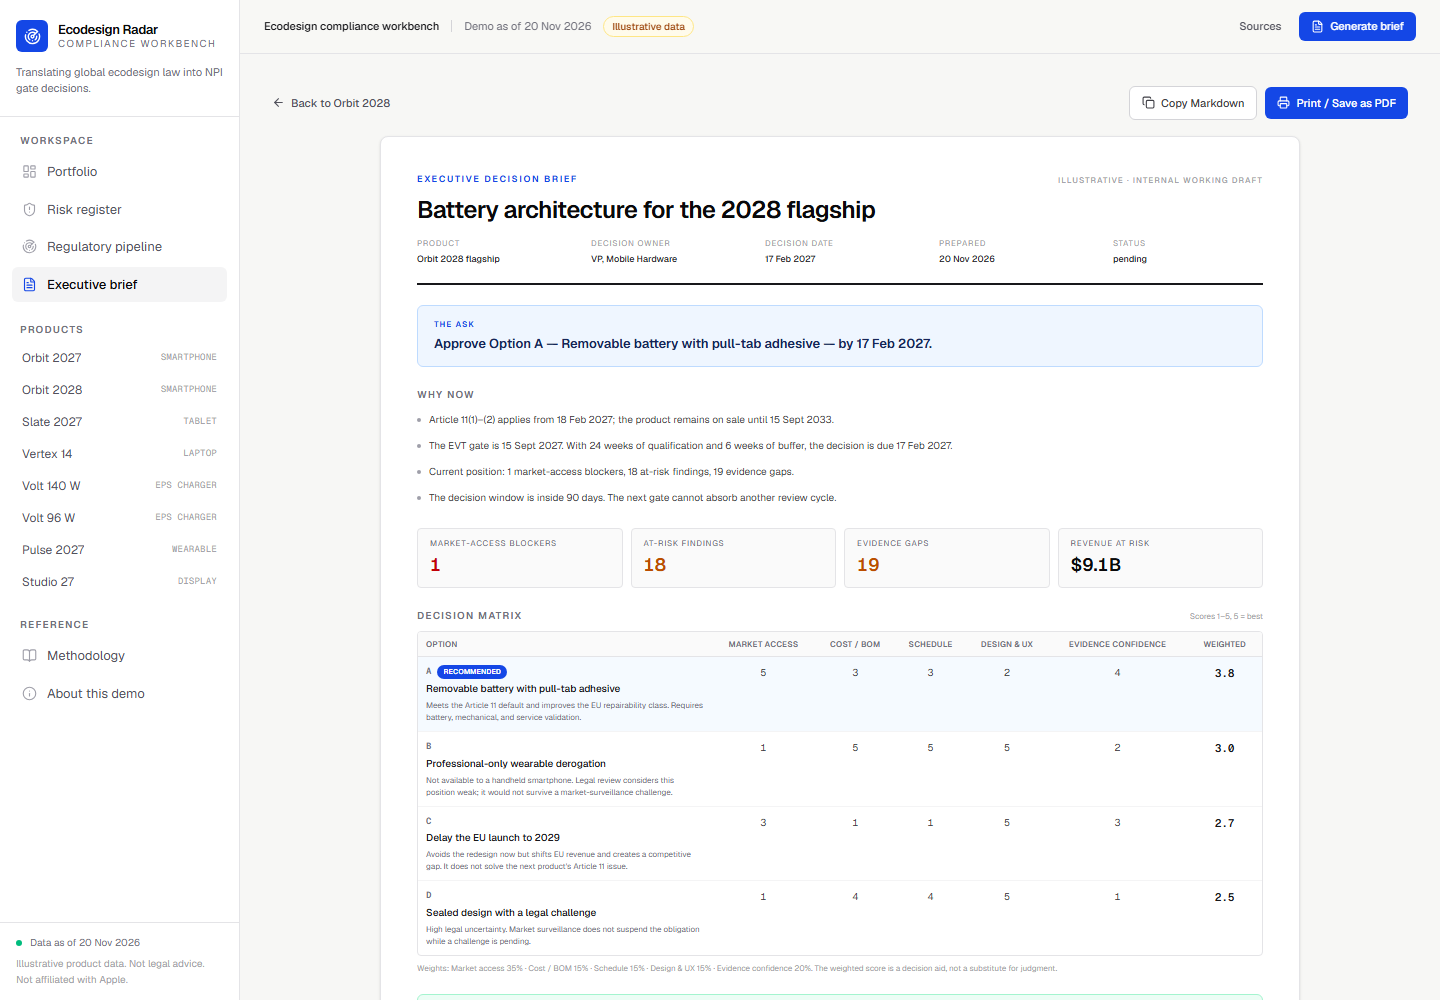 Ecodesign Radar
COMPLIANCE WORKBENCH
Translating global ecodesign law into NPI
gate decisions.
WORKSPACE
Portfolio
Risk register
Regulatory pipeline
Executive brief
PRODUCTS
Orbit 2027 SMARTPHONE
Orbit 2028 SMARTPHONE
Slate 2027 TABLET
Vertex 14 LAPTOP
Volt 140 W EPS CHARGER
Volt 96 W EPS CHARGER
Pulse 2027 WEARABLE
Studio 27 DISPLAY
REFERENCE
Methodology
About this demo
Data as of 20 Nov 2026
Illustrative product data. Not legal advice.
Not affiliated with Apple.
Ecodesign compliance workbench Demo as of 20 Nov 2026 Illustrative data Sources Generate brief
Back to Orbit 2028 Copy Markdown Print / Save as PDF
EXECUTIVE DECISION BRIEF ILLUSTRATIVE · INTERNAL WORKING DRAFT
Battery architecture for the 2028 flagship
PRODUCT DECISION OWNER DECISION DATE PREPARED STATUS
Orbit 2028 flagship VP, Mobile Hardware 17 Feb 2027 20 Nov 2026 pending
THE ASK
Approve Option A — Removable battery with pull-tab adhesive — by 17 Feb 2027.
WHY NOW
Article 11(1)–(2) applies from 18 Feb 2027; the product remains on sale until 15 Sept 2033.
The EVT gate is 15 Sept 2027. With 24 weeks of qualification and 6 weeks of buffer, the decision is due 17 Feb 2027.
Current position: 1 market-access blockers, 18 at-risk findings, 19 evidence gaps.
The decision window is inside 90 days. The next gate cannot absorb another review cycle.
MARKET-ACCESS BLOCKERS AT-RISK FINDINGS EVIDENCE GAPS REVENUE AT RISK
1 18 19 $9.1B
DECISION MATRIX Scores 1–5, 5 = best
OPTION MARKET ACCESS COST / BOM SCHEDULE DESIGN & UX EVIDENCE CONFIDENCE WEIGHTED
A RECOMMENDED 5 3 3 2 4 3.8
Removable battery with pull-tab adhesive
Meets the Article 11 default and improves the EU repairability class. Requires
battery, mechanical, and service validation.
B 1 5 5 5 2 3.0
Professional-only wearable derogation
Not available to a handheld smartphone. Legal review considers this
position weak; it would not survive a market-surveillance challenge.
C 3 1 1 5 3 2.7
Delay the EU launch to 2029
Avoids the redesign now but shifts EU revenue and creates a competitive
gap. It does not solve the next product's Article 11 issue.
D 1 4 4 5 1 2.5
Sealed design with a legal challenge
High legal uncertainty. Market surveillance does not suspend the obligation
while a challenge is pending.
Weights: Market access 35% · Cost / BOM 15% · Schedule 15% · Design & UX 15% · Evidence confidence 20%. The weighted score is a decision aid, not a substitute for judgment.